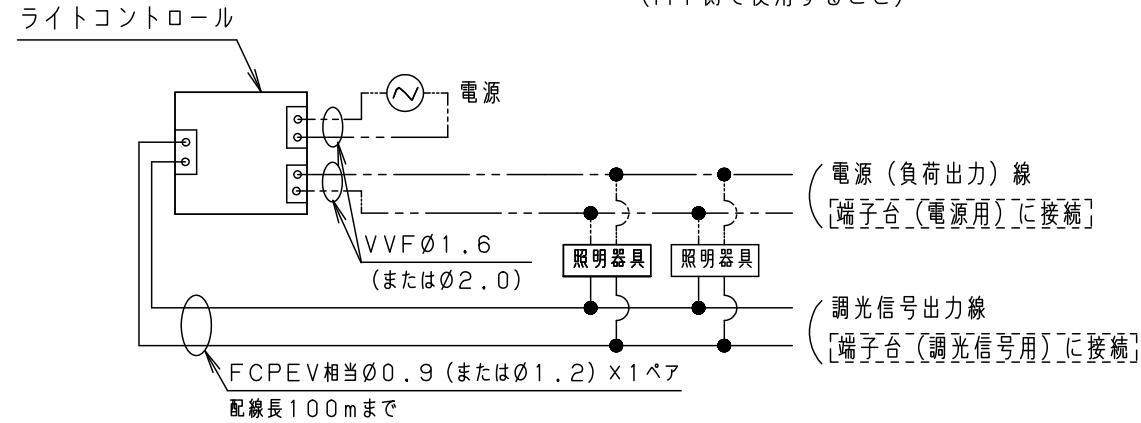 ライトコントロール
電源
電源(負荷出力)線
端子台(電源用)に接続
VVFØ1.6
(またはØ2.0)
照明器具
照明器具
調光信号出力線
端子台(調光信号用)に接続
FCPEV相当Ø0.9(またはØ1.2)×1ペア
配線長100mまで